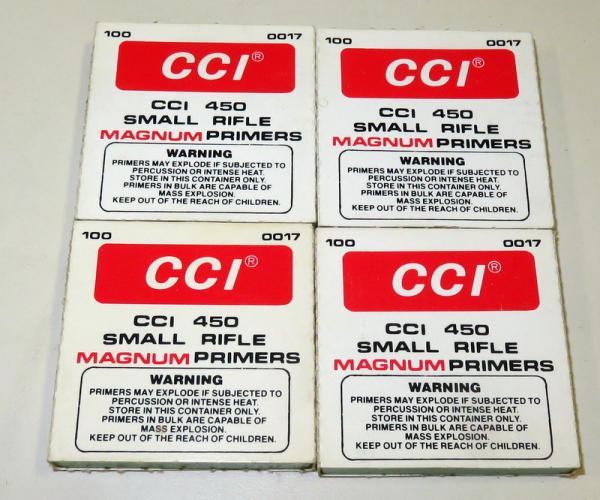 100 0017
CCI®
CCI 450
SMALL RIFLE
MAGNUM PRIMERS
WARNING
PRIMERS MAY EXPLODE IF SUBJECTED TO
PERCUSSION OR INTENSE HEAT.
STORE IN THIS CONTAINER ONLY.
PRIMERS IN BULK ARE CAPABLE OF
MASS EXPLOSION.
KEEP OUT OF THE REACH OF CHILDREN.
100 0017
CCI®
CCI 450
SMALL RIFLE
MAGNUM PRIMERS
WARNING
PRIMERS MAY EXPLODE IF SUBJECTED TO
PERCUSSION OR INTENSE HEAT.
STORE IN THIS CONTAINER ONLY.
PRIMERS IN BULK ARE CAPABLE OF
MASS EXPLOSION.
KEEP OUT OF THE REACH OF CHILDREN.
100 0017
CCI®
CCI 450
SMALL RIFLE
MAGNUM PRIMERS
WARNING
PRIMERS MAY EXPLODE IF SUBJECTED TO
PERCUSSION OR INTENSE HEAT.
STORE IN THIS CONTAINER ONLY.
PRIMERS IN BULK ARE CAPABLE OF
MASS EXPLOSION.
KEEP OUT OF THE REACH OF CHILDREN.
100 0017
CCI®
CCI 450
SMALL RIFLE
MAGNUM PRIMERS
WARNING
PRIMERS MAY EXPLODE IF SUBJECTED TO
PERCUSSION OR INTENSE HEAT.
STORE IN THIS CONTAINER ONLY.
PRIMERS IN BULK ARE CAPABLE OF
MASS EXPLOSION.
KEEP OUT OF THE REACH OF CHILDREN.